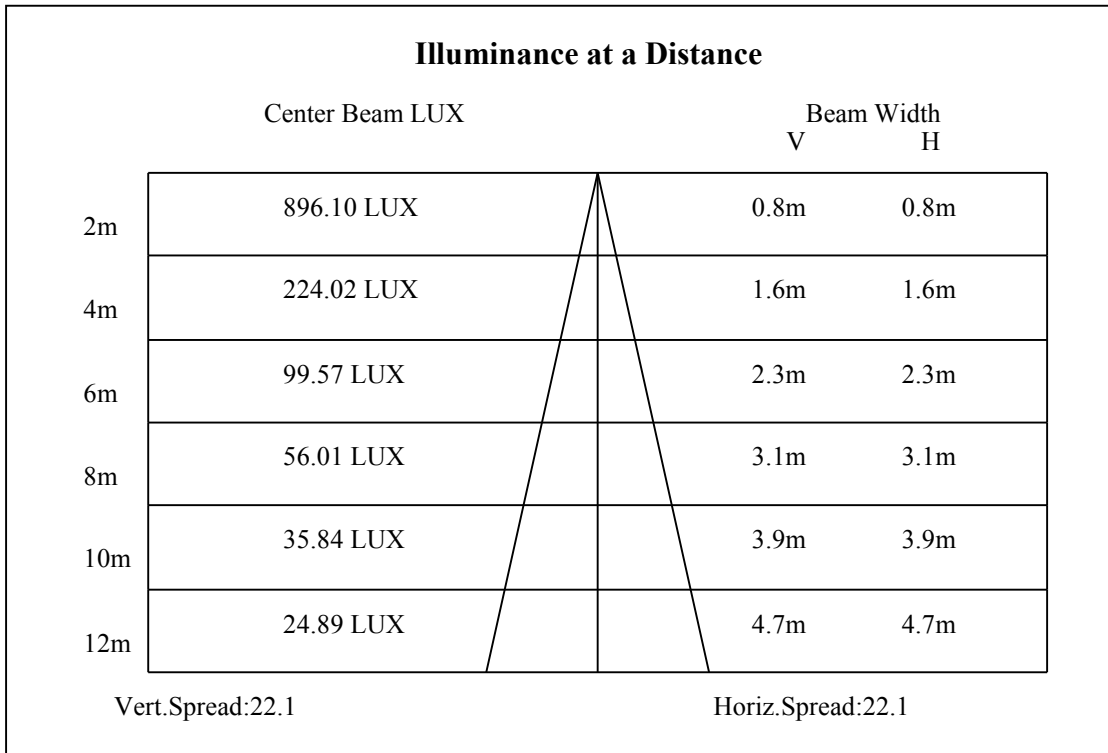 Illuminance at a Distance
Center Beam LUX Beam Width
V H
2m 896.10 LUX 0.8m 0.8m
4m 224.02 LUX 1.6m 1.6m
6m 99.57 LUX 2.3m 2.3m
8m 56.01 LUX 3.1m 3.1m
10m 35.84 LUX 3.9m 3.9m
12m 24.89 LUX 4.7m 4.7m
Vert.Spread:22.1 Horiz.Spread:22.1